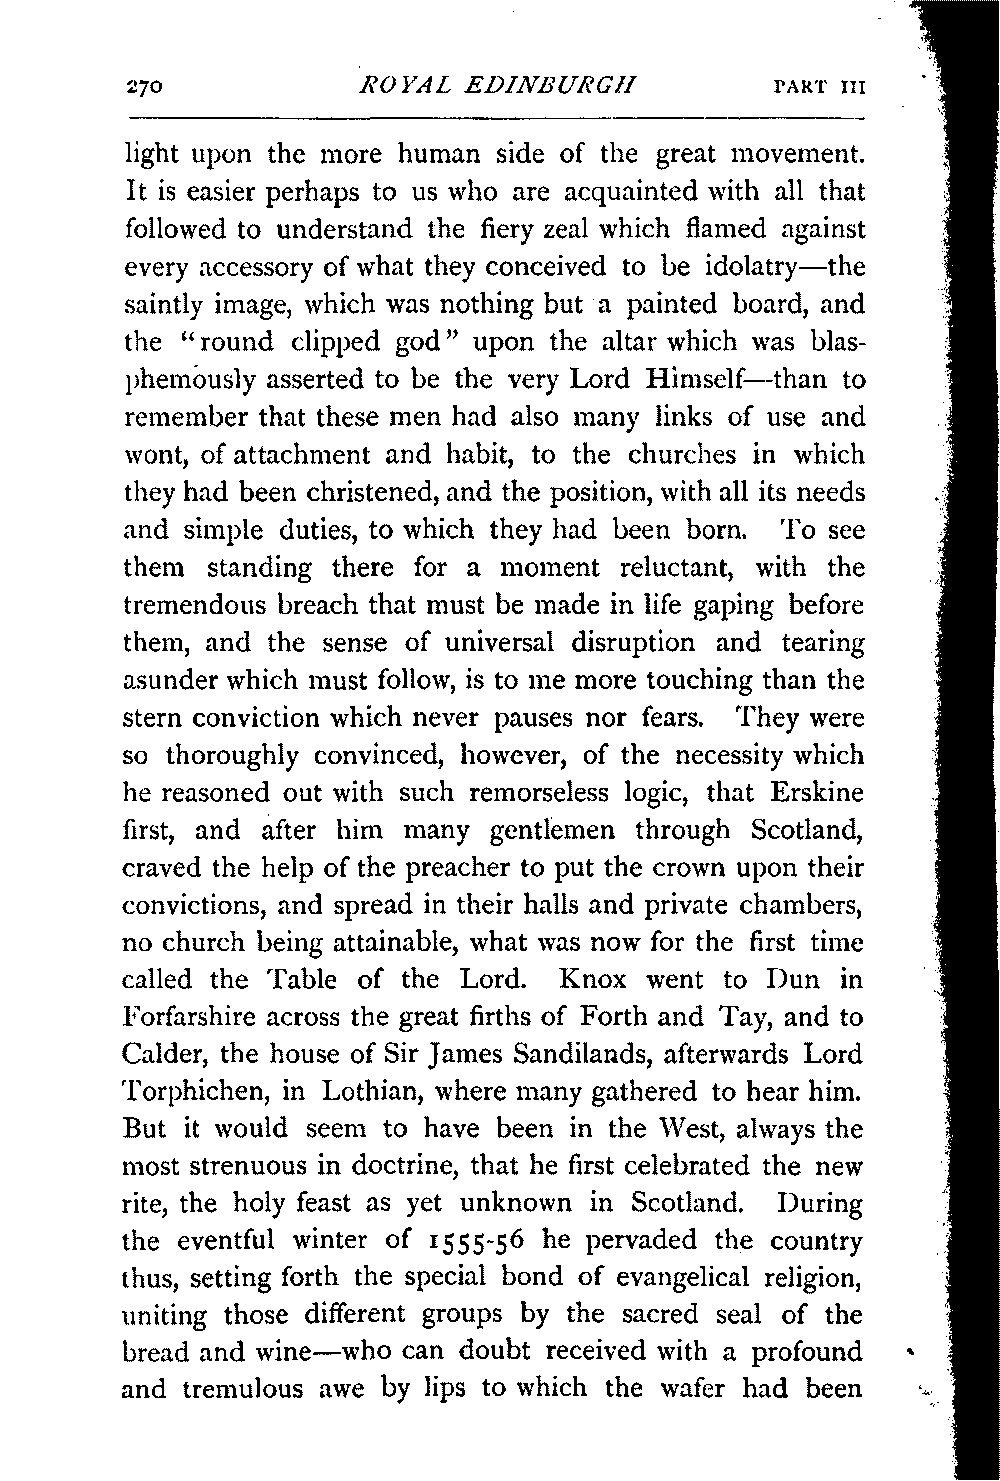 270 ROYAL EDINBURGH PART III
light upon the more human side of the great movement.
It is easier perhaps to us who are acquainted with all that
followed to understand the fiery zeal which flamed against
every accessory of what they conceived to be idolatry—the
saintly image, which was nothing but a painted board, and
the “round clipped god” upon the altar which was blas-
phemously asserted to be the very Lord Himself—than to
remember that these men had also many links of use and
wont, of attachment and habit, to the churches in which
they had been christened, and the position, with all its needs
and simple duties, to which they had been born. To see
them standing there for a moment reluctant, with the
tremendous breach that must be made in life gaping before
them, and the sense of universal disruption and tearing
asunder which must follow, is to me more touching than the
stern conviction which never pauses nor fears. They were
so thoroughly convinced, however, of the necessity which
he reasoned out with such remorseless logic, that Erskine
first, and after him many gentlemen through Scotland,
craved the help of the preacher to put the crown upon their
convictions, and spread in their halls and private chambers,
no church being attainable, what was now for the first time
called the Table of the Lord. Knox went to Dun in
Forfarshire across the great firths of Forth and Tay, and to
Calder, the house of Sir James Sandilands, afterwards Lord
Torphichen, in Lothian, where many gathered to hear him.
But it would seem to have been in the West, always the
most strenuous in doctrine, that he first celebrated the new
rite, the holy feast as yet unknown in Scotland. During
the eventful winter of 1555-56 he pervaded the country
thus, setting forth the special bond of evangelical religion,
uniting those different groups by the sacred seal of the
bread and wine—who can doubt received with a profound
and tremulous awe by lips to which the wafer had been